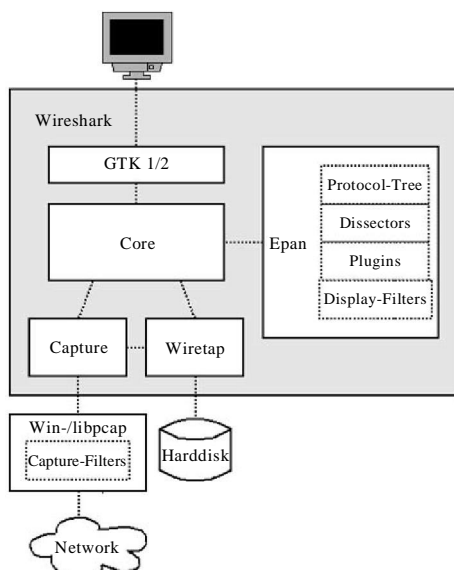 Wireshark
GTK 1/2
Core
Epan
Protocol-Tree
Dissectors
Plugins
Display-Filters
Capture
Wiretap
Win-/libpcap
Capture-Filters
Harddisk
Network